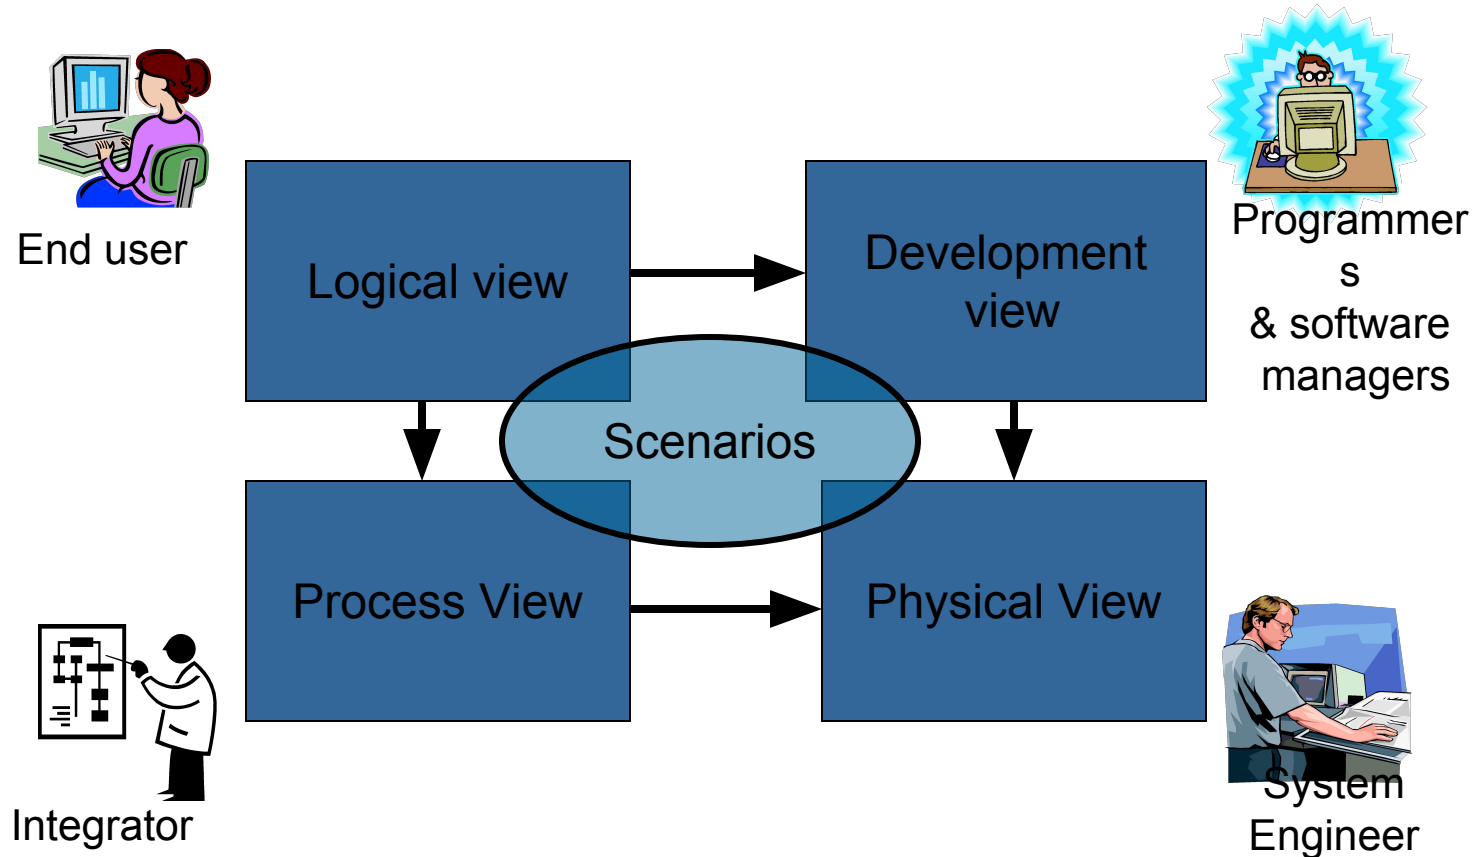 End user
Logical view
Development
view
Programmer
s
& software
managers
Scenarios
Process View
Physical View
Integrator
System
Engineer